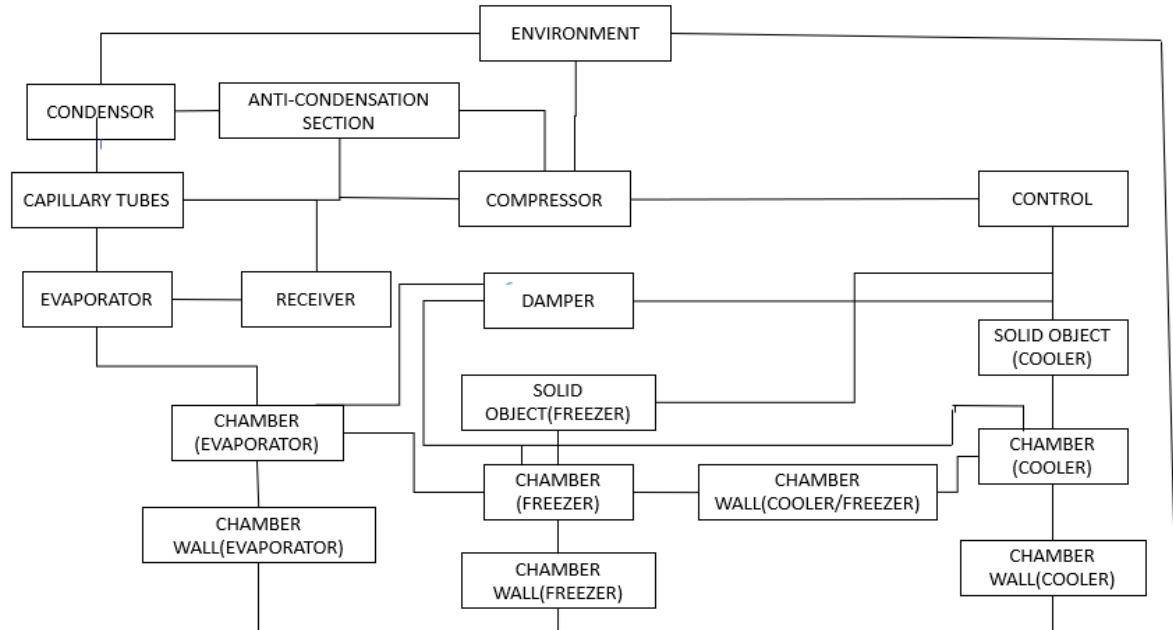 ENVIRONMENT
CONDENSOR
ANTI-CONDENSATION
SECTION
CAPILLARY TUBES
COMPRESSOR
CONTROL
EVAPORATOR
RECEIVER
DAMPER
SOLID OBJECT
(COOLER)
SOLID
OBJECT(FREEZER)
CHAMBER
(EVAPORATOR)
CHAMBER
(COOLER)
CHAMBER
(FREEZER)
CHAMBER
WALL(COOLER/FREEZER)
CHAMBER
WALL(EVAPORATOR)
CHAMBER
WALL(FREEZER)
CHAMBER
WALL(COOLER)